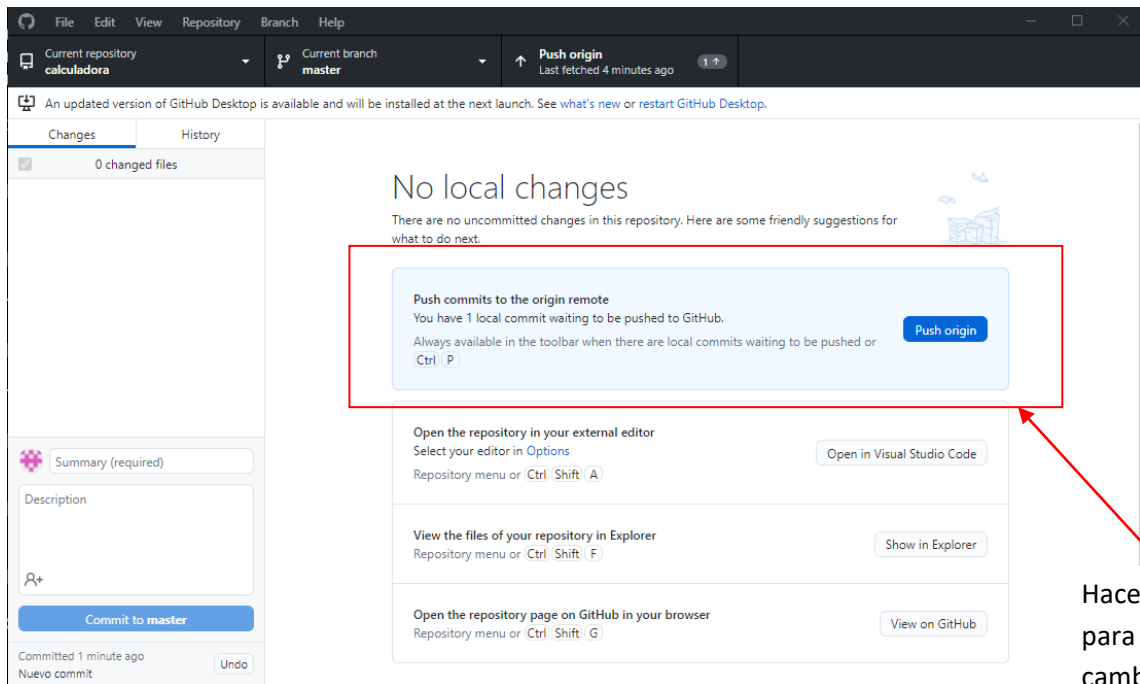 File Edit View Repository Branch Help
Current repository
calculadora
Current branch
master
Push origin
Last fetched 4 minutes ago
1
An updated version of GitHub Desktop is available and will be installed at the next launch. See what's new or restart GitHub Desktop.
Changes History
0 changed files
No local changes
There are no uncommitted changes in this repository. Here are some friendly suggestions for
what to do next.
Push commits to the origin remote
You have 1 local commit waiting to be pushed to GitHub.
Always available in the toolbar when there are local commits waiting to be pushed or
Ctrl P
Push origin
Open the repository in your external editor
Select your editor in Options
Repository menu or Ctrl Shift A
Open in Visual Studio Code
View the files of your repository in Explorer
Repository menu or Ctrl Shift F
Show in Explorer
Open the repository page on GitHub in your browser
Repository menu or Ctrl Shift G
View on GitHub
Summary (required)
Description
Commit to master
Committed 1 minute ago
Nuevo commit
Undo
Hace
para
camb